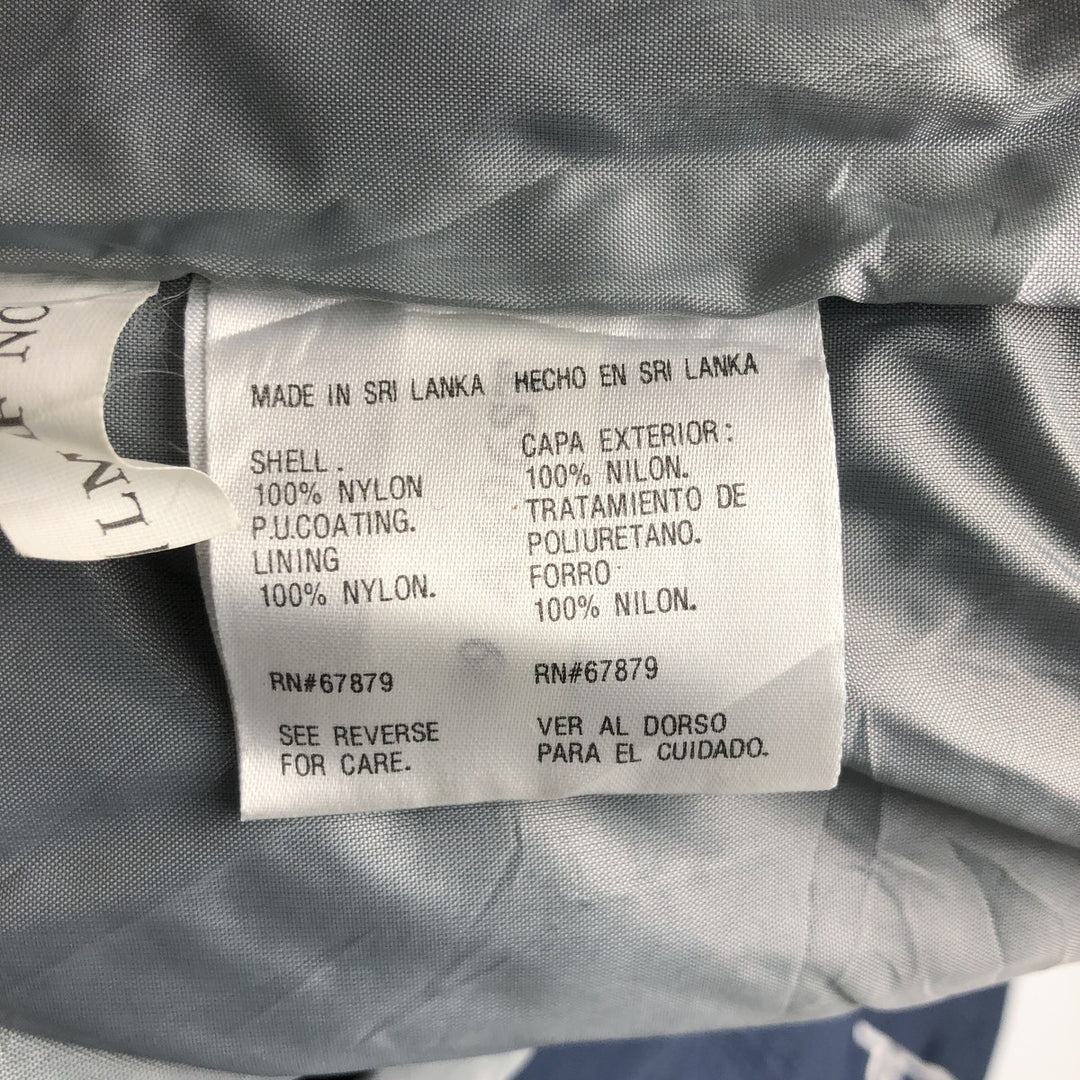 MADE IN SRI LANKA
SHELL.
100% NYLON
P.U.COATING.
LINING
100% NYLON.
RN#67879
SEE REVERSE
FOR CARE.
HECHO EN SRI LANKA
CAPA EXTERIOR:
100% NILON.
TRATAMIENTO DE
POLIURETANO.
FORRO
100% NILON.
RN#67879
VER AL DORSO
PARA EL CUIDADO.